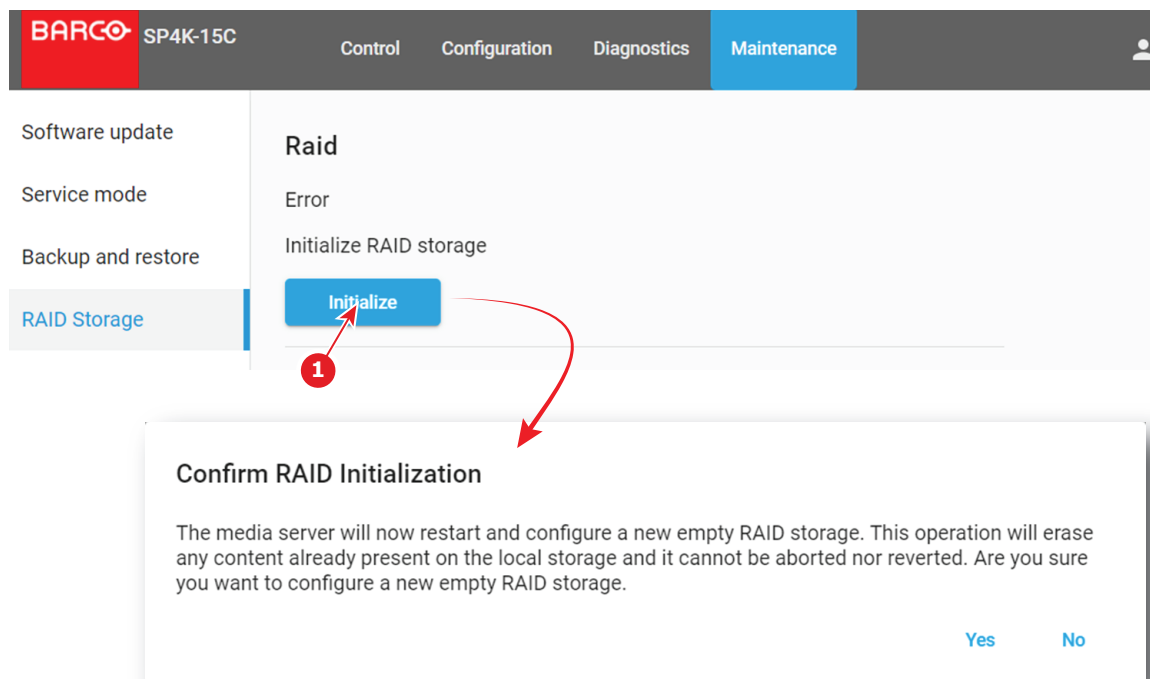 BARCO SP4K-15C
Control Configuration Diagnostics Maintenance
Software update
Service mode
Backup and restore
RAID Storage
Raid
Error
Initialize RAID storage
Initialize
1
Confirm RAID Initialization
The media server will now restart and configure a new empty RAID storage. This operation will erase
any content already present on the local storage and it cannot be aborted nor reverted. Are you sure
you want to configure a new empty RAID storage.
Yes No